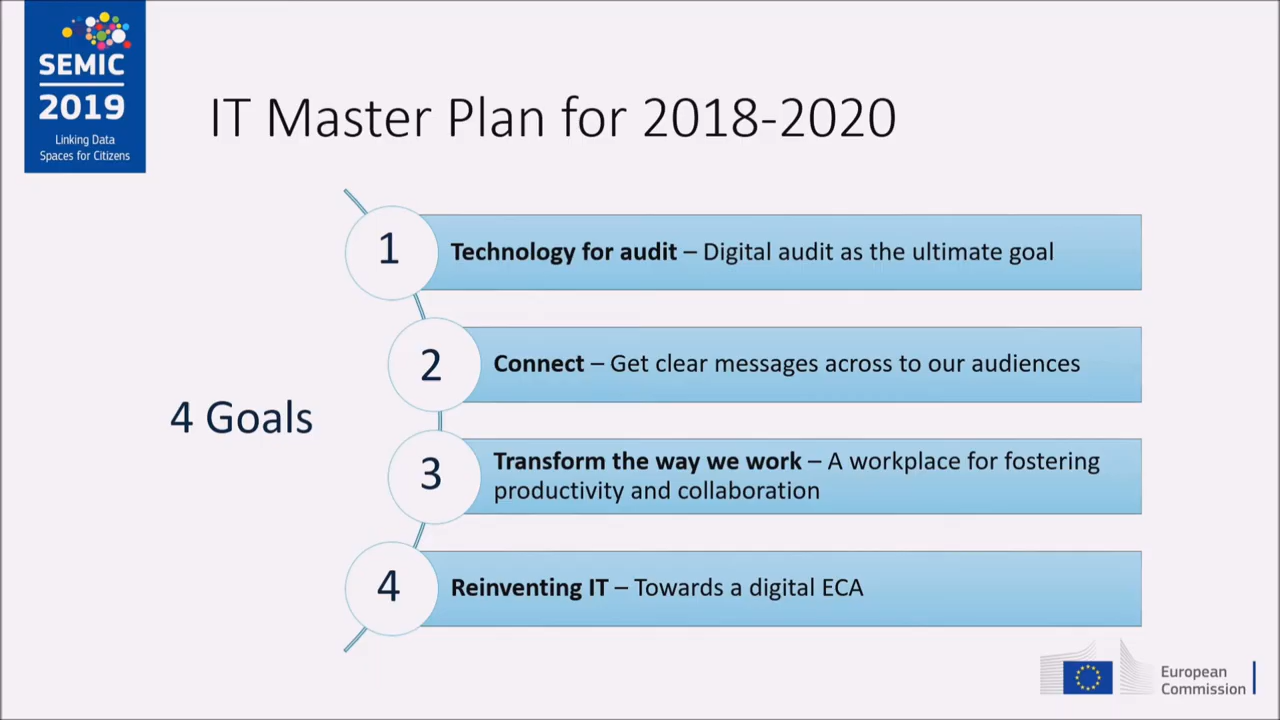 SEMIC
2019
Linking Data
Spaces for Citizens
IT Master Plan for 2018-2020
4 Goals
1
Technology for audit – Digital audit as the ultimate goal
2
Connect – Get clear messages across to our audiences
3
Transform the way we work – A workplace for fostering
productivity and collaboration
4
Reinventing IT – Towards a digital ECA
European
Commission